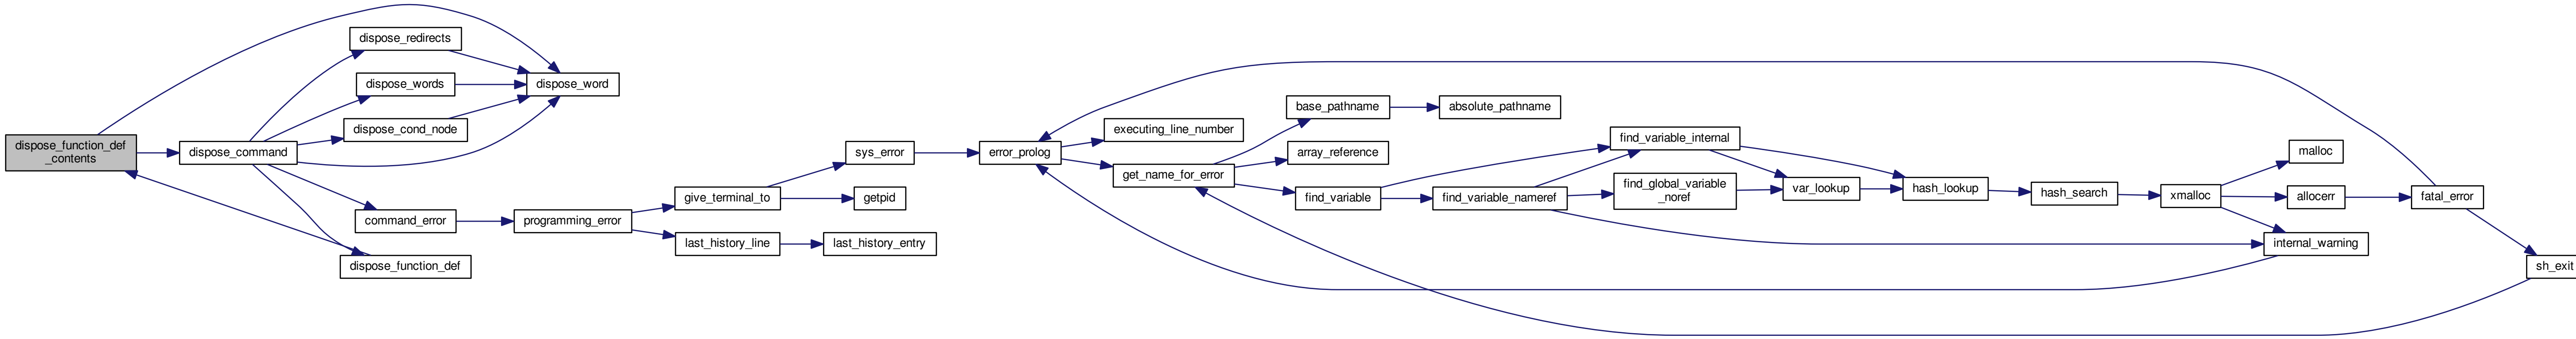 dispose_function_def
_contents
dispose_command
dispose_redirects
dispose_words
dispose_cond_node
command_error
dispose_function_def
dispose_word
programming_error
give_terminal_to
last_history_line
sys_error
getpid
last_history_entry
error_prolog
executing_line_number
get_name_for_error
base_pathname
array_reference
find_variable
absolute_pathname
find_variable_nameref
find_variable_internal
find_global_variable
_noref
var_lookup
hash_lookup
hash_search
xmalloc
malloc
allocerr
internal_warning
fatal_error
sh_exit